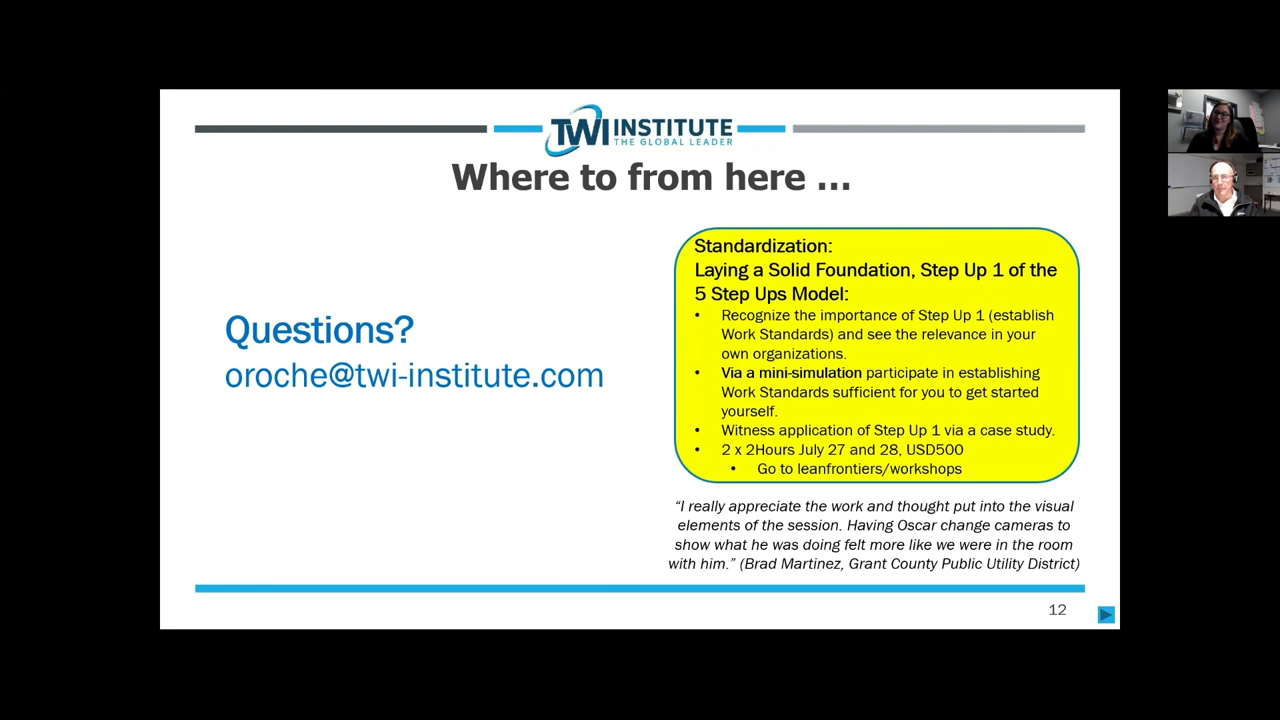 TWI INSTITUTE
THE GLOBAL LEADER
Where to from here ...
Questions?
oroche@twi-institute.com
Standardization:
Laying a Solid Foundation, Step Up 1 of the
5 Step Ups Model:
• Recognize the importance of Step Up 1 (establish
Work Standards) and see the relevance in your
own organizations.
• Via a mini-simulation participate in establishing
Work Standards sufficient for you to get started
yourself.
• Witness application of Step Up 1 via a case study.
• 2 x 2Hours July 27 and 28, USD500
• Go to leanfrontiers/workshops
“I really appreciate the work and thought put into the visual
elements of the session. Having Oscar change cameras to
show what he was doing felt more like we were in the room
with him.” (Brad Martinez, Grant County Public Utility District)
12